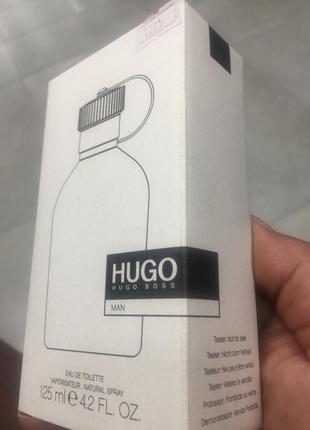 HUGO
HUGO BOSS
MAN
EAU DE TOILETTE
VAPORISATEUR . NATURAL SPRAY
125 ml e 4.2 FL. OZ.
Tester. Not for sale
Tester. Nicht zum Verkauf
Testeur. Ne peut être vendu
Tester. Vietata la vendita
Probador. Prohibida su venta
Demonstrador. Venda Proibida